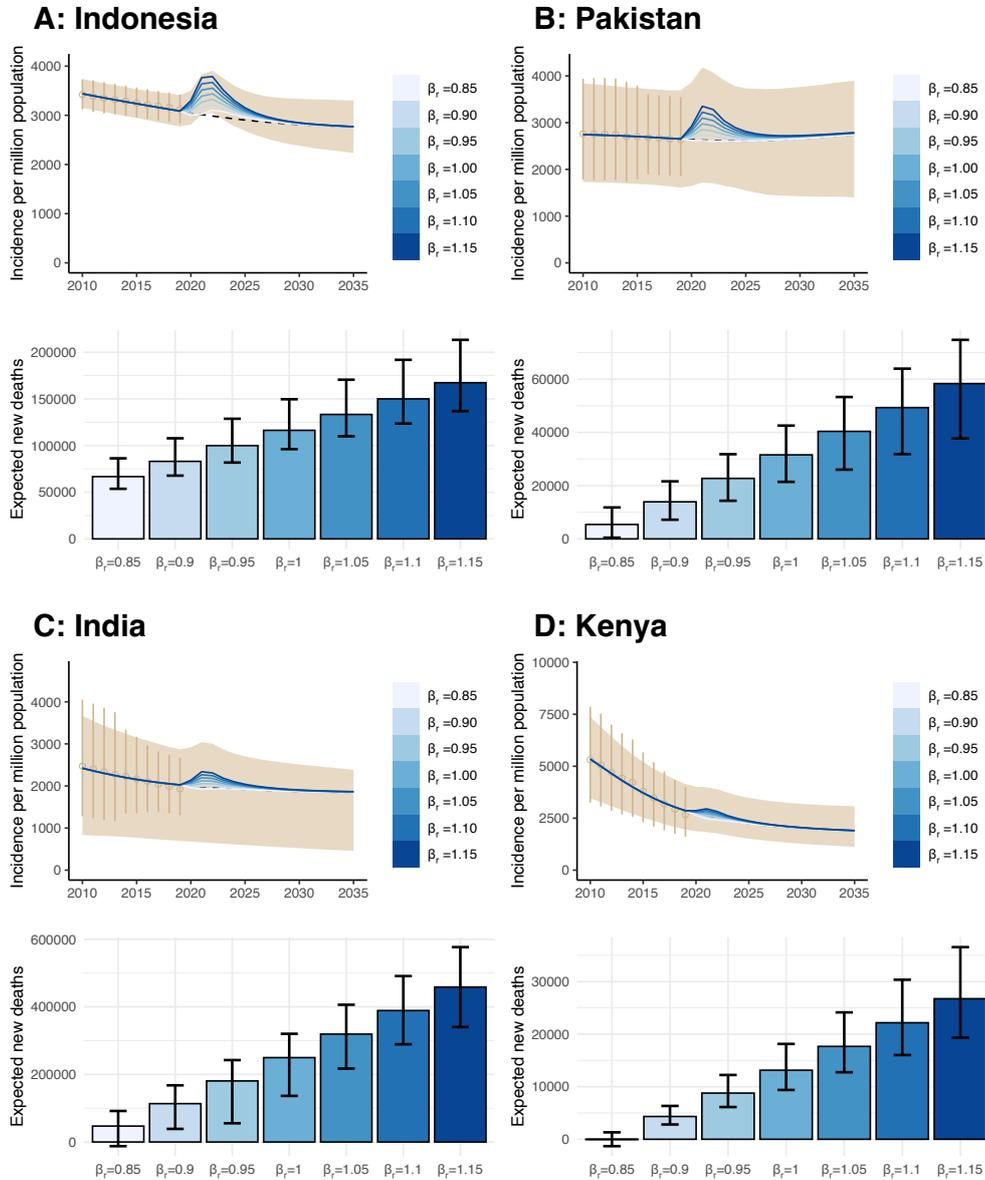 A: Indonesia
Incidence per million population
4000
3000
2000
1000
0
2010 2015 2020 2025 2030 2035
βr =0.85
βr =0.90
βr =0.95
βr =1.00
βr =1.05
βr =1.10
βr =1.15
Expected new deaths
200000
150000
100000
50000
0
βr=0.85 βr=0.9 βr=0.95 βr=1 βr=1.05 βr=1.1 βr=1.15
B: Pakistan
Incidence per million population
4000
3000
2000
1000
0
2010 2015 2020 2025 2030 2035
βr =0.85
βr =0.90
βr =0.95
βr =1.00
βr =1.05
βr =1.10
βr =1.15
Expected new deaths
60000
40000
20000
0
βr=0.85 βr=0.9 βr=0.95 βr=1 βr=1.05 βr=1.1 βr=1.15
C: India
Incidence per million population
4000
3000
2000
1000
0
2010 2015 2020 2025 2030 2035
βr =0.85
βr =0.90
βr =0.95
βr =1.00
βr =1.05
βr =1.10
βr =1.15
Expected new deaths
600000
400000
200000
0
βr=0.85 βr=0.9 βr=0.95 βr=1 βr=1.05 βr=1.1 βr=1.15
D: Kenya
Incidence per million population
10000
7500
5000
2500
0
2010 2015 2020 2025 2030 2035
βr =0.85
βr =0.90
βr =0.95
βr =1.00
βr =1.05
βr =1.10
βr =1.15
Expected new deaths
30000
20000
10000
0
βr=0.85 βr=0.9 βr=0.95 βr=1 βr=1.05 βr=1.1 βr=1.15